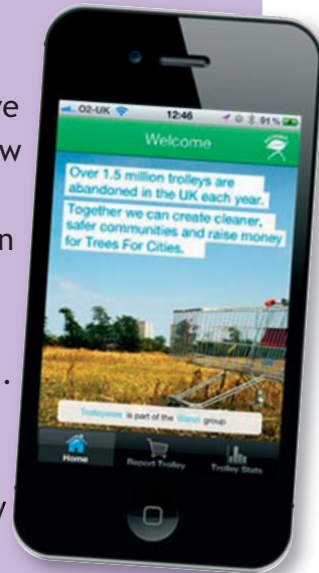 ve
w
n
.
y
O2-UK 12:46 91%
Welcome
Over 1.5 million trolleys are
abandoned in the UK each year.
Together we can create cleaner,
safer communities and raise money
for Trees For Cities.
Trolleywise is part of the Wanzl group
Home Report Trolley Trolley Stats